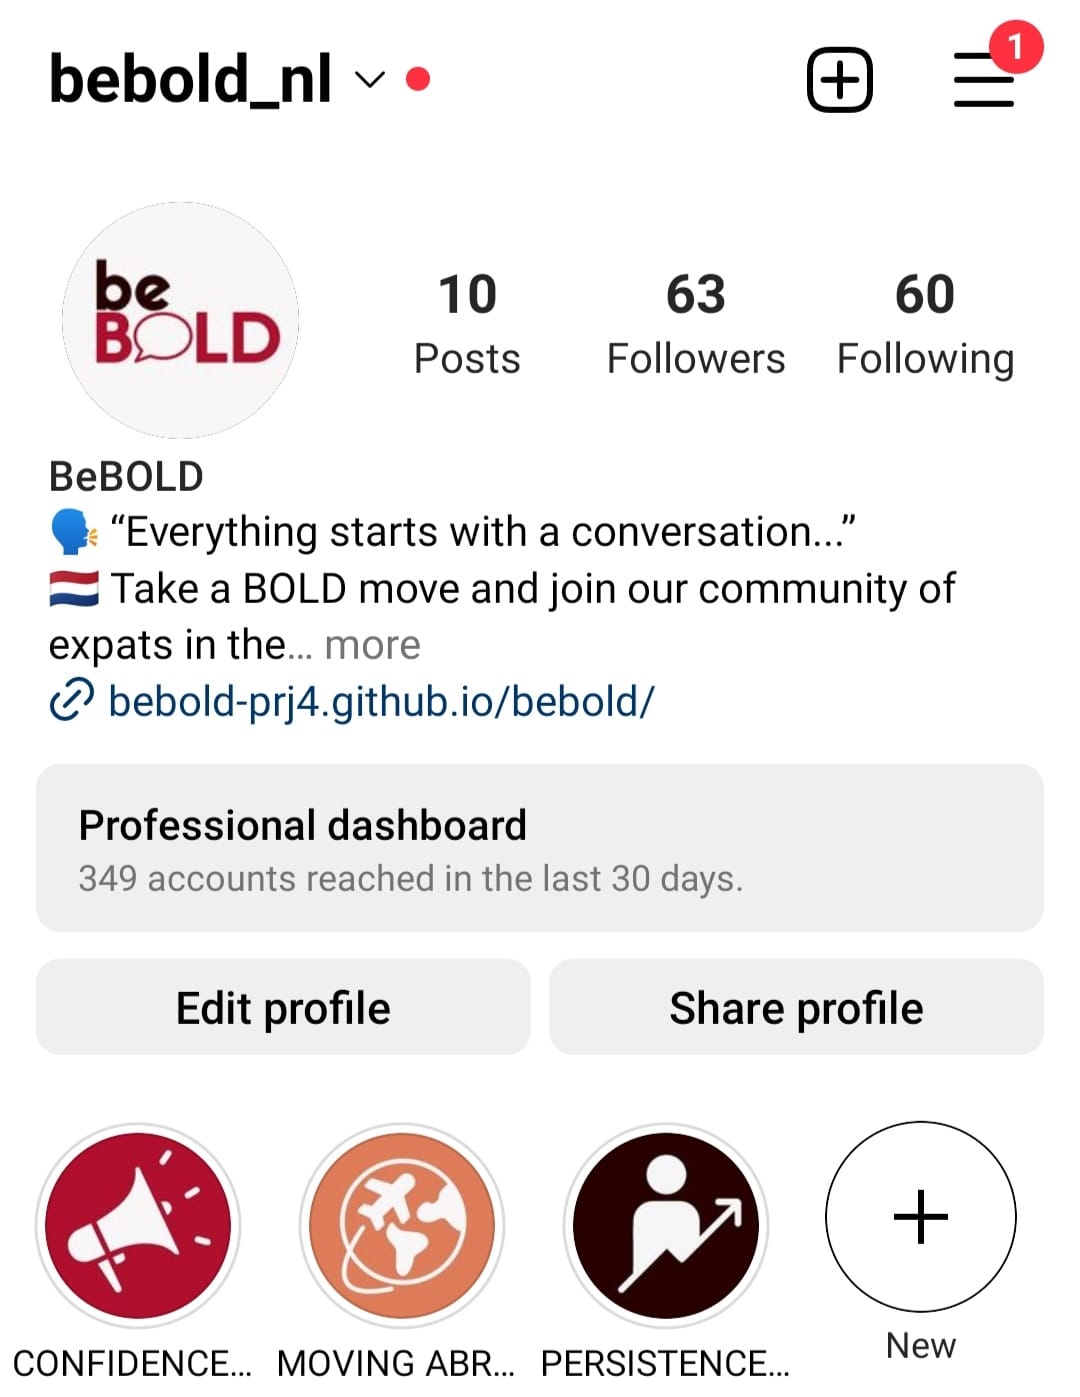 bebold_nl
1
be
BOLD
10
Posts
63
Followers
60
Following
BeBOLD
“Everything starts with a conversation...”
Take a BOLD move and join our community of
expats in the... more
bebold-prj4.github.io/bebold/
Professional dashboard
349 accounts reached in the last 30 days.
Edit profile
Share profile
CONFIDENCE...
MOVING ABR...
PERSISTENCE...
New